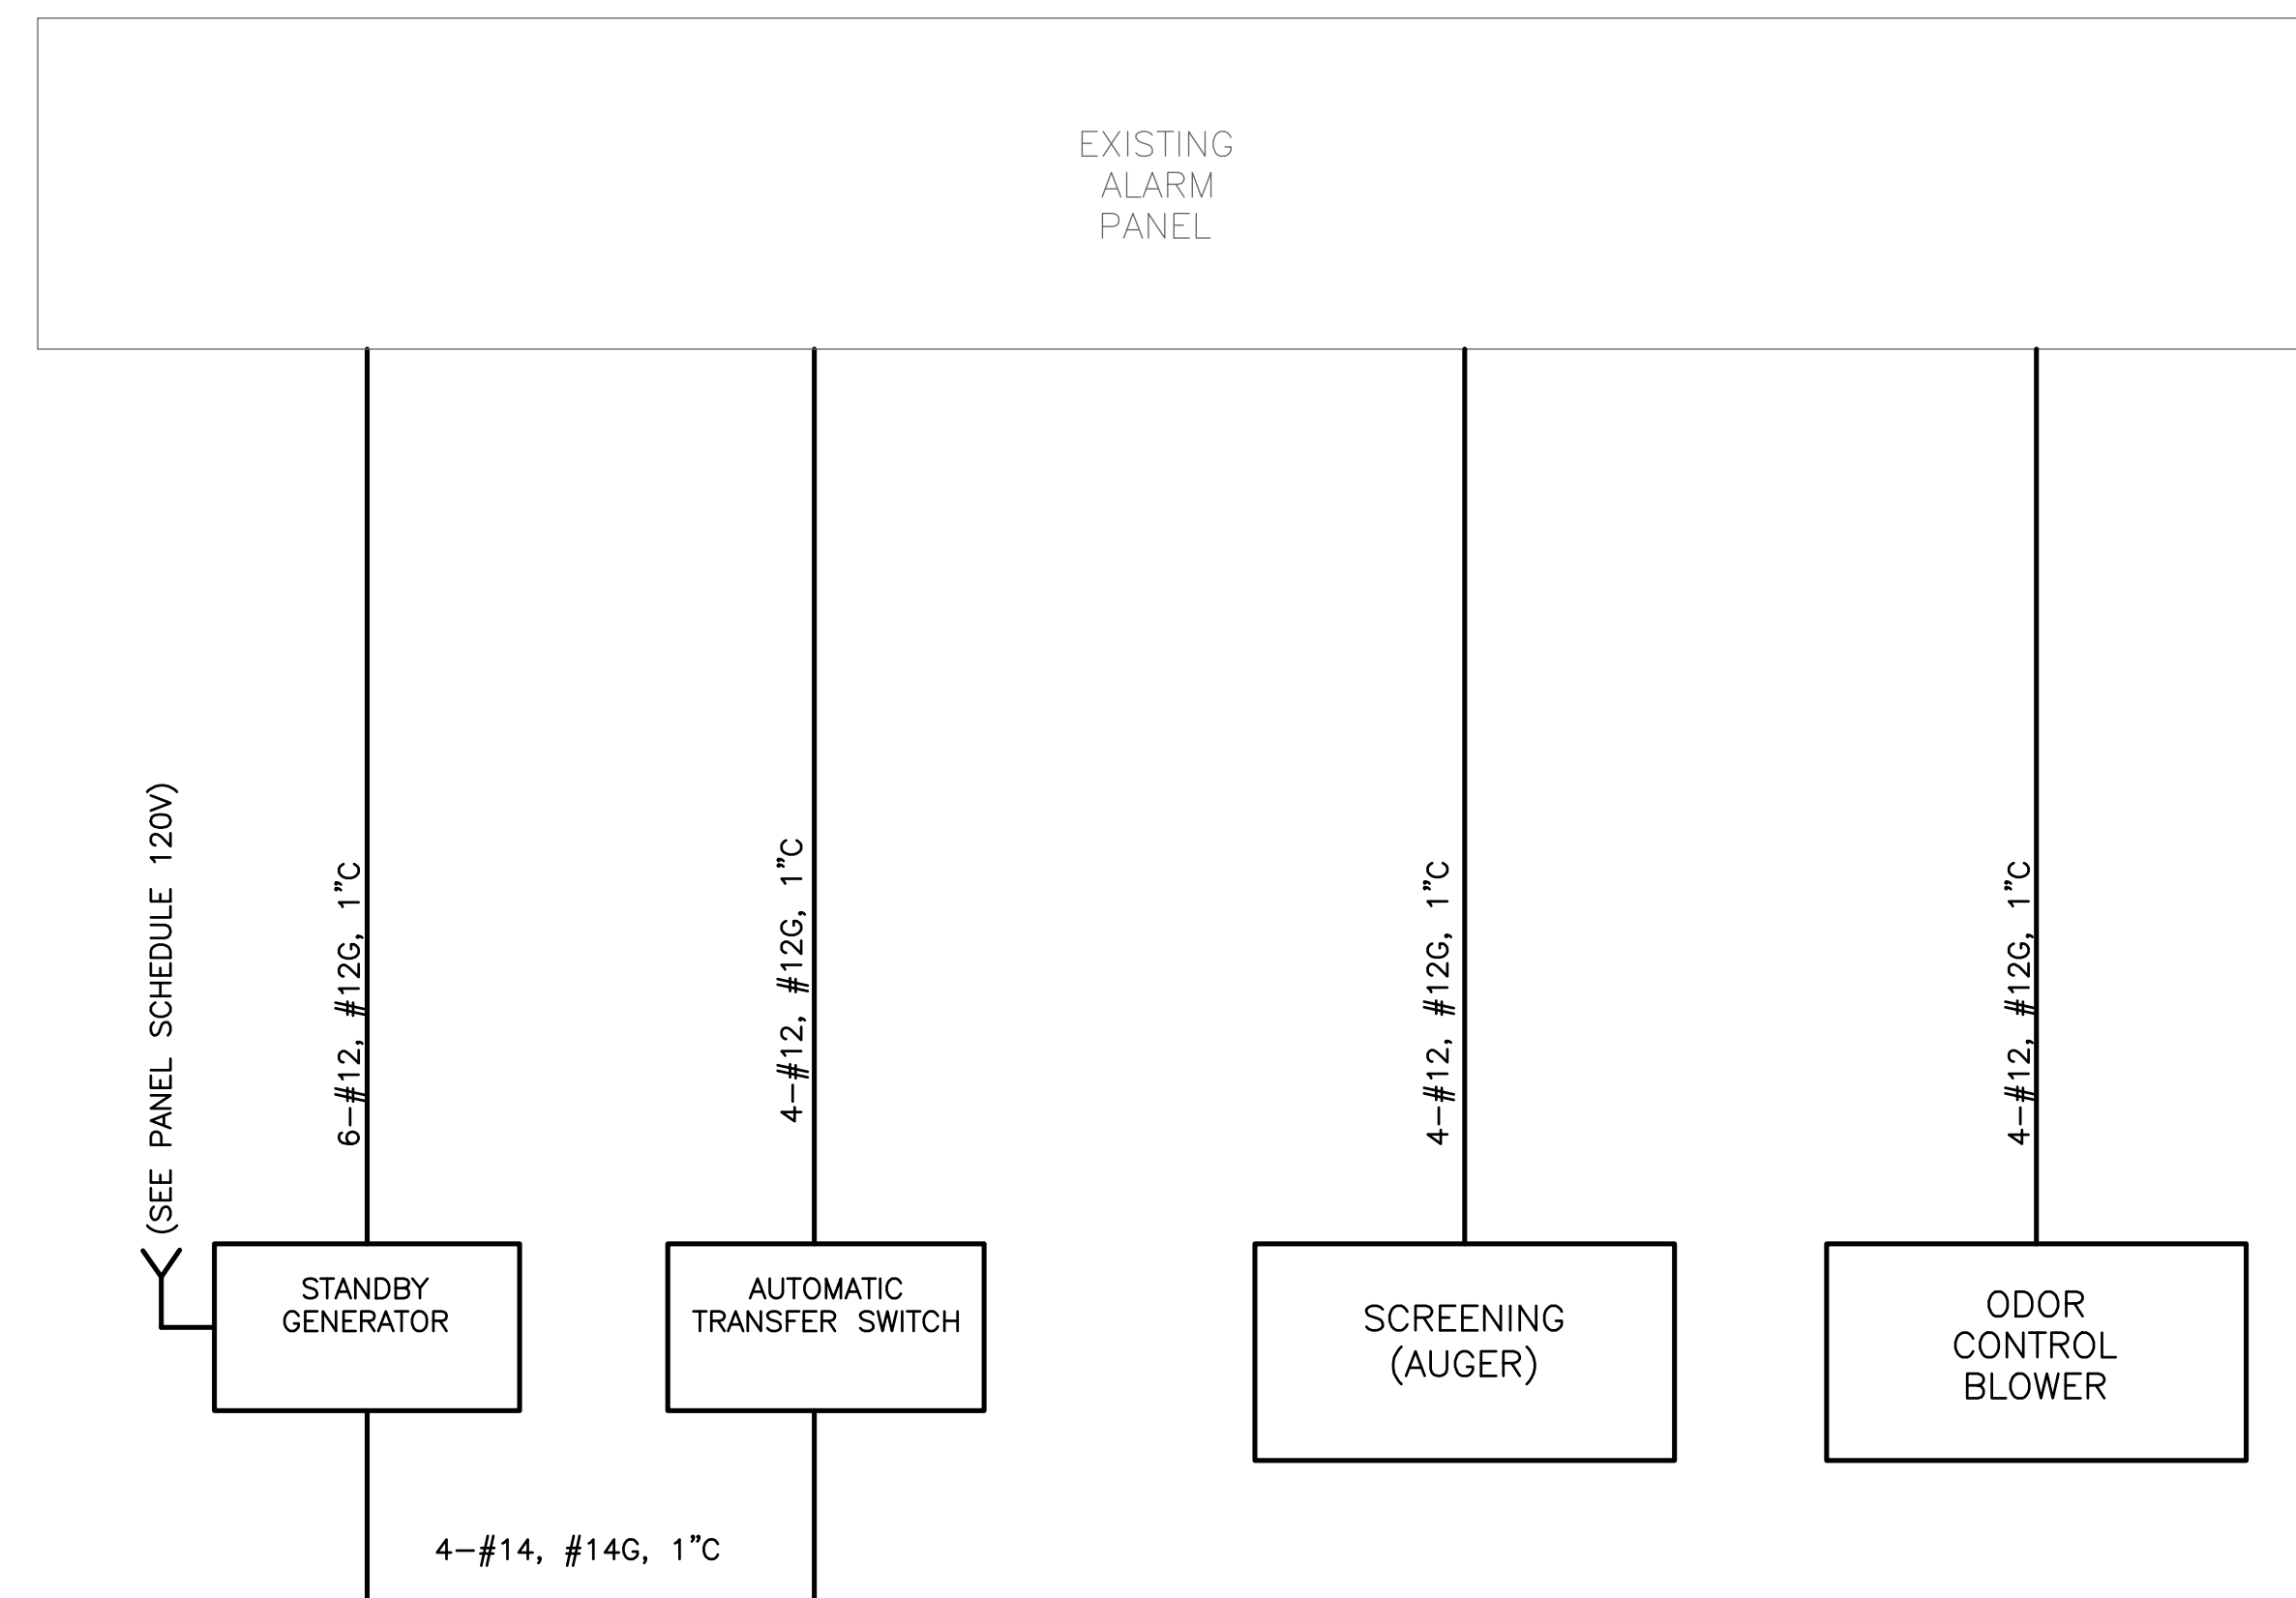 EXISTING
ALARM
PANEL
(SEE PANEL SCHEDULE 120V)
6-#12, #12G, 1"C
4-#12, #12G, 1"C
4-#12, #12G, 1"C
4-#12, #12G, 1"C
STANDBY
GENERATOR
AUTOMATIC
TRANSFER SWITCH
SCREENING
(AUGER)
ODOR
CONTROL
BLOWER
4-#14, #14G, 1"C